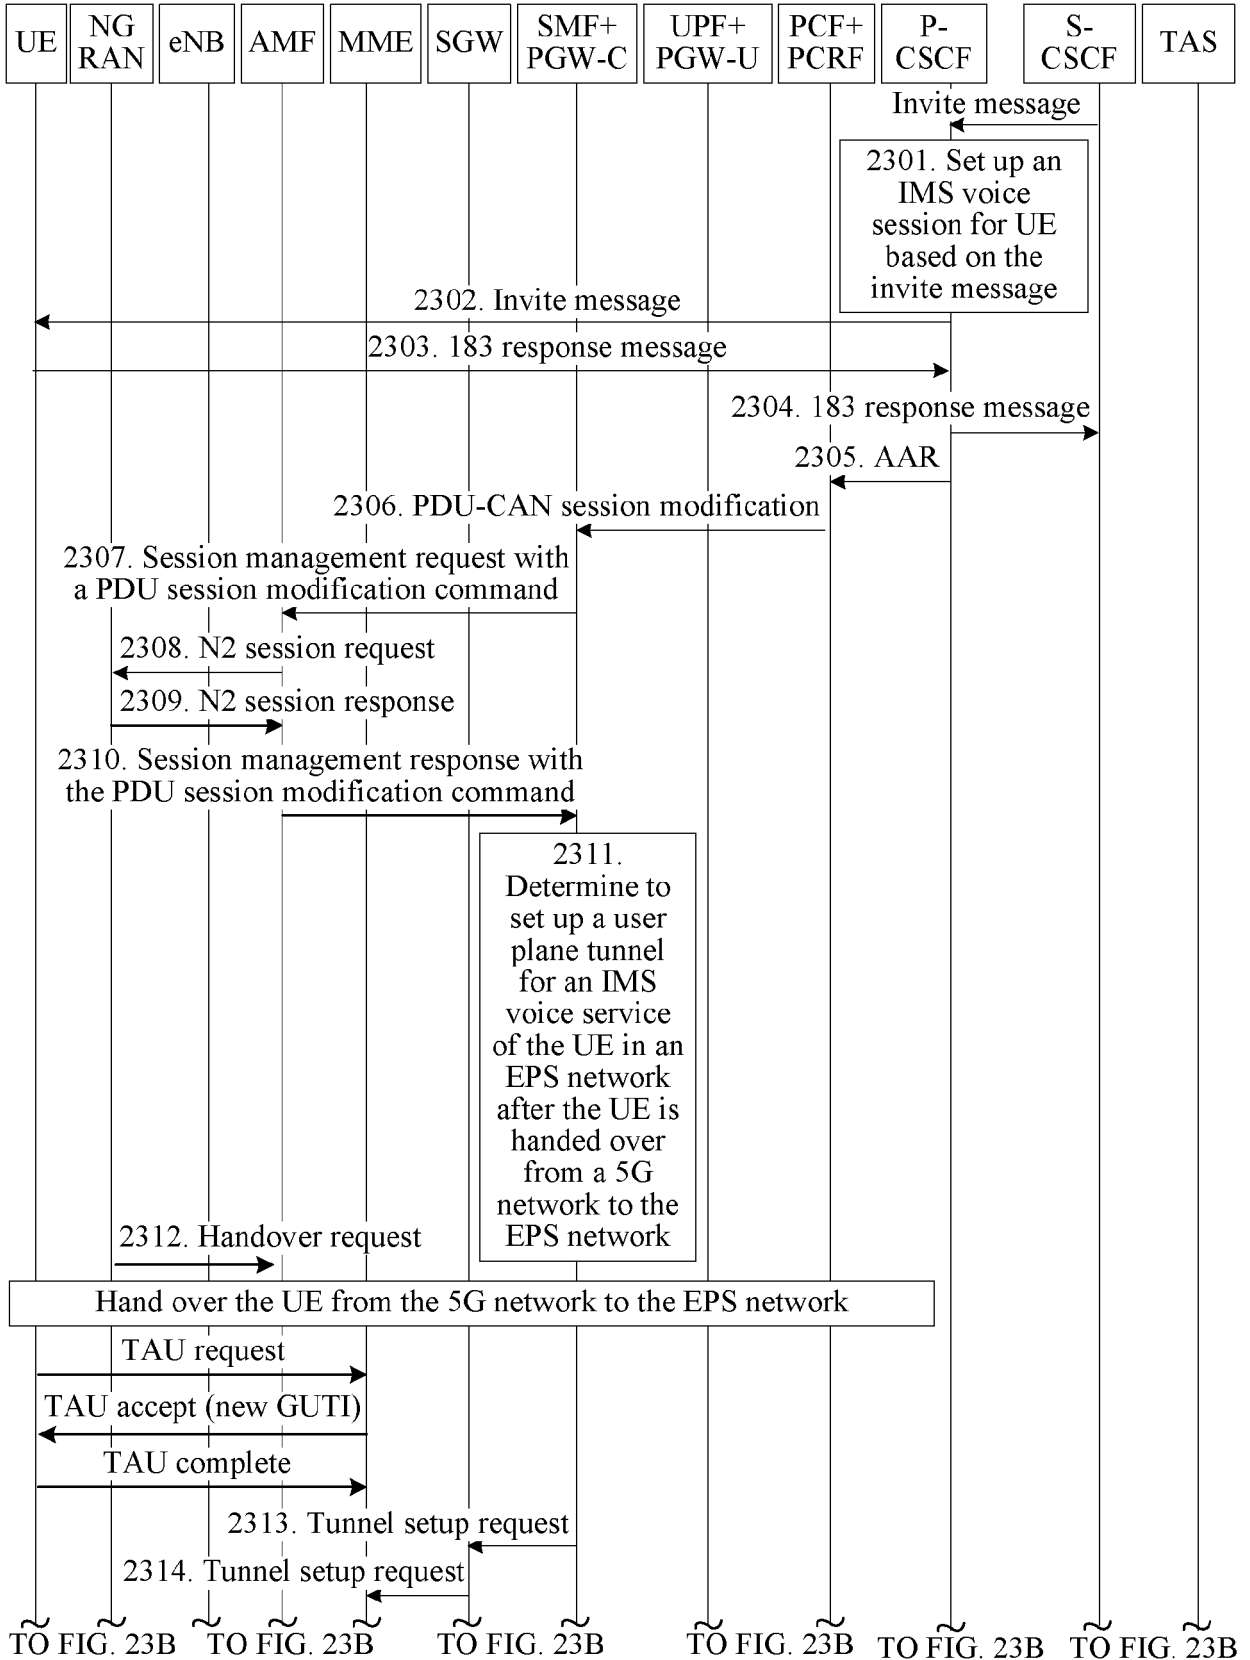 UE
NG
RAN
eNB
AMF
MME
SGW
SMF+
PGW-C
UPF+
PGW-U
PCF+
PCRF
P-
CSCF
S-
CSCF
TAS
Invite message
2301. Set up an
IMS voice
session for UE
based on the
invite message
2302. Invite message
2303. 183 response message
2304. 183 response message
2305. AAR
2306. PDU-CAN session modification
2307. Session management request with
a PDU session modification command
2308. N2 session request
2309. N2 session response
2310. Session management response with
the PDU session modification command
2311.
Determine to
set up a user
plane tunnel
for an IMS
voice service
of the UE in an
EPS network
after the UE is
handed over
from a 5G
network to the
EPS network
2312. Handover request
Hand over the UE from the 5G network to the EPS network
TAU request
TAU accept (new GUTI)
TAU complete
2313. Tunnel setup request
2314. Tunnel setup request
TO FIG. 23B
TO FIG. 23B
TO FIG. 23B
TO FIG. 23B
TO FIG. 23B
TO FIG. 23B